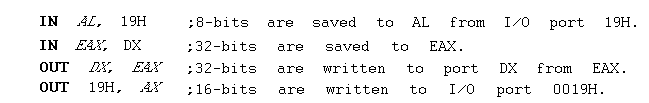 IN AL, 19H ;8-bits are saved to AL from I/O port 19H.
IN EAX, DX ;32-bits are saved to EAX.
OUT DX, EAX ;32-bits are written to port DX from EAX.
OUT 19H, AX ;16-bits are written to I/O port 0019H.